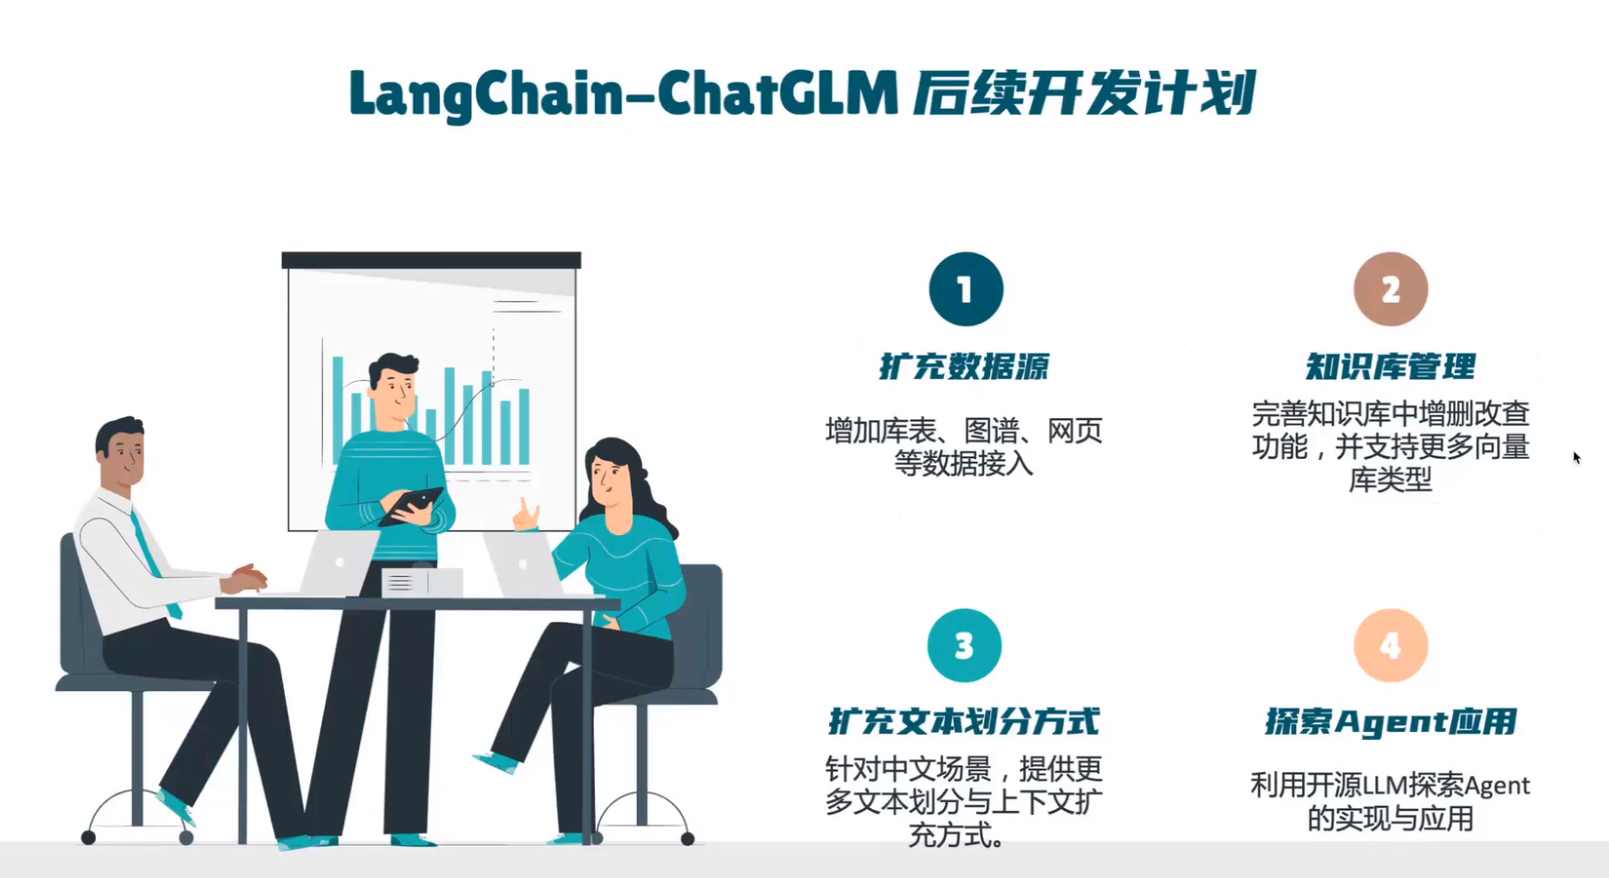 LangChain-ChatGLM 后续开发计划
1
扩充数据源
增加库表、图谱、网页
等数据接入
2
知识库管理
完善知识库中增删改查
功能，并支持更多向量
库类型
3
扩充文本划分方式
针对中文场景，提供更
多文本划分与上下文扩
充方式。
4
探索Agent应用
利用开源LLM探索Agent
的实现与应用